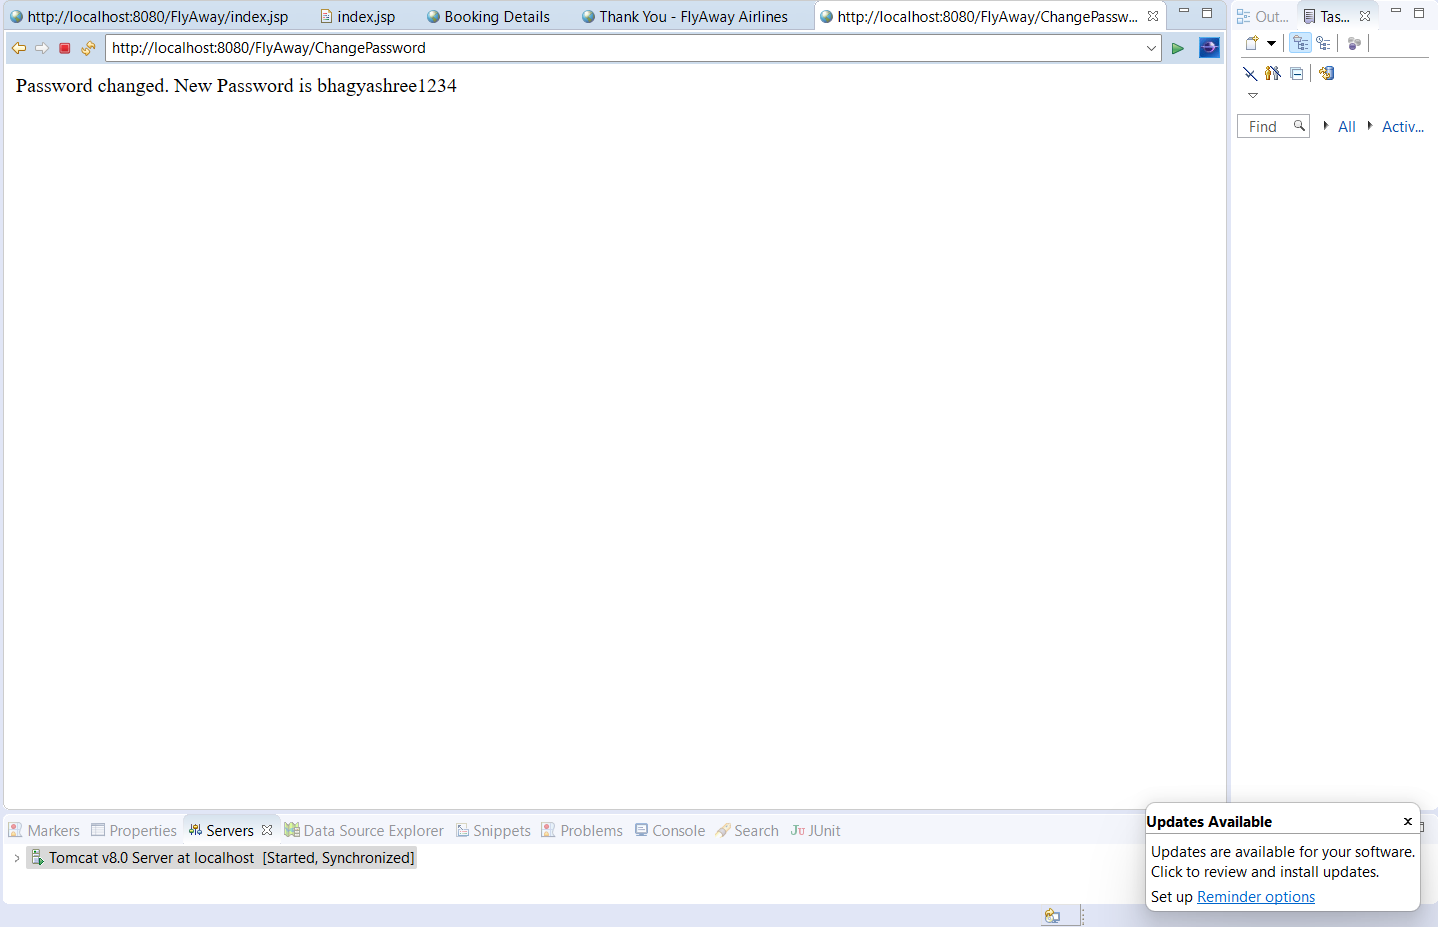 http://localhost:8080/FlyAway/index.jsp index.jsp Booking Details Thank You - FlyAway Airlines http://localhost:8080/FlyAway/ChangePassw... Out... Tas...
http://localhost:8080/FlyAway/ChangePassword
Password changed. New Password is bhagyashree1234
Find All Activ...
Markers Properties Servers Data Source Explorer Snippets Problems Console Search JUnit
Tomcat v8.0 Server at localhost [Started, Synchronized]
Updates Available
Updates are available for your software.
Click to review and install updates.
Set up Reminder options